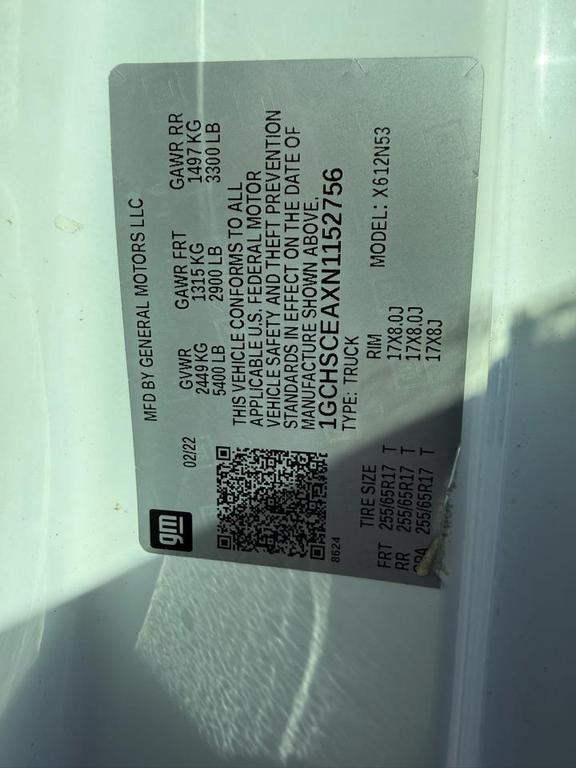 gm
MFD BY GENERAL MOTORS LLC
02/22
GVWR GAWR FRT GAWR RR
2449 KG 1315 KG 1497 KG
5400 LB 2900 LB 3300 LB
THIS VEHICLE CONFORMS TO ALL
APPLICABLE U.S. FEDERAL MOTOR
VEHICLE SAFETY AND THEFT PREVENTION
STANDARDS IN EFFECT ON THE DATE OF
MANUFACTURE SHOWN ABOVE.
1GCHSCEAXN1152756
8624
TYPE: TRUCK
TIRE SIZE RIM MODEL: X612N53
FRT 255/65R17 T 17X8.0J
RR 255/65R17 T 17X8.0J
SPA 255/65R17 T 17X8J